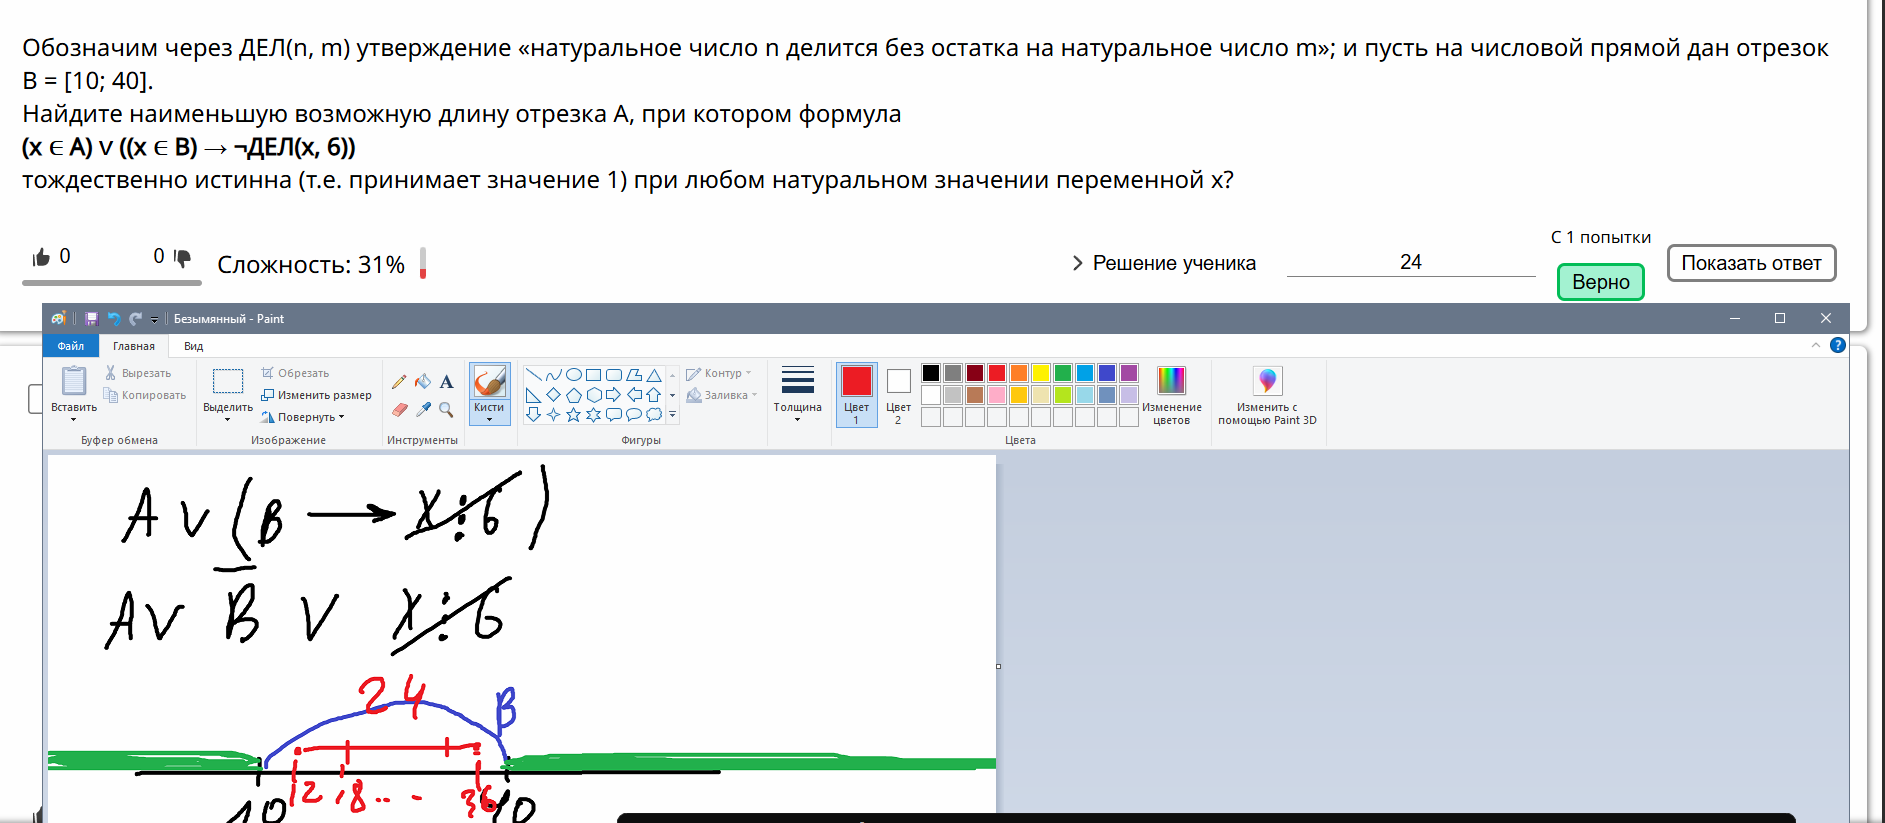 Обозначим через ДЕЛ(n, m) утверждение «натуральное число n делится без остатка на натуральное число m»; и пусть на числовой прямой дан отрезок
B = [10; 40].
Найдите наименьшую возможную длину отрезка A, при котором формула
(x ∈ A) ∨ ((x ∈ B) → ¬ДЕЛ(x, 6))
тождественно истинна (т.е. принимает значение 1) при любом натуральном значении переменной х?
С 1 попытки
0 0 Сложность: 31% Решение ученика 24 Верно Показать ответ
Безымянный - Paint
Файл Главная Вид
Вставить Вырезать Копировать
Буфер обмена
Выделить Обрезать Изменить размер Повернуть
Изображение
A
Инструменты
Кисти
Фигуры
Контур Заливка
Толщина
Цвет 1
Цвет 2
Изменение цветов
Цвета
Изменить с помощью Paint 3D
A ∨ (B → x⋮6)
A ∨ B ∨ x⋮6
24 B
12 18 .. . 36
10 40